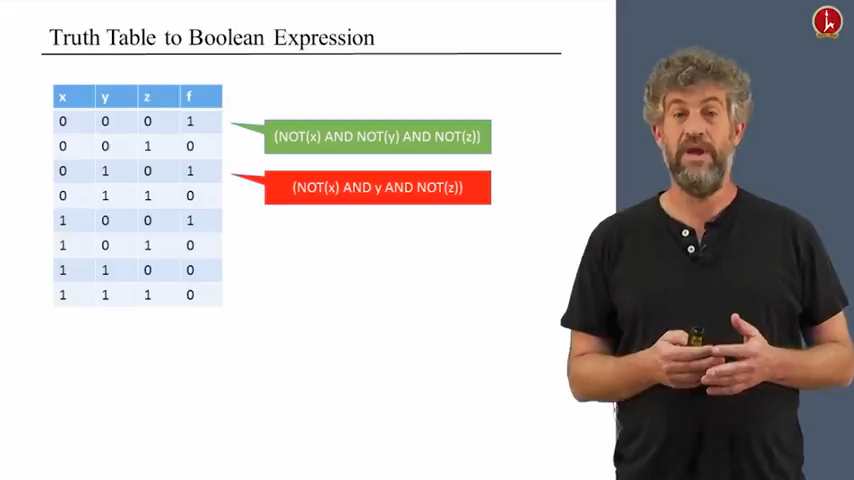 Truth Table to Boolean Expression
x y z f
0 0 0 1
(NOT(x) AND NOT(y) AND NOT(z))
0 0 1 0
0 1 0 1
(NOT(x) AND y AND NOT(z))
0 1 1 0
1 0 0 1
1 0 1 0
1 1 0 0
1 1 1 0